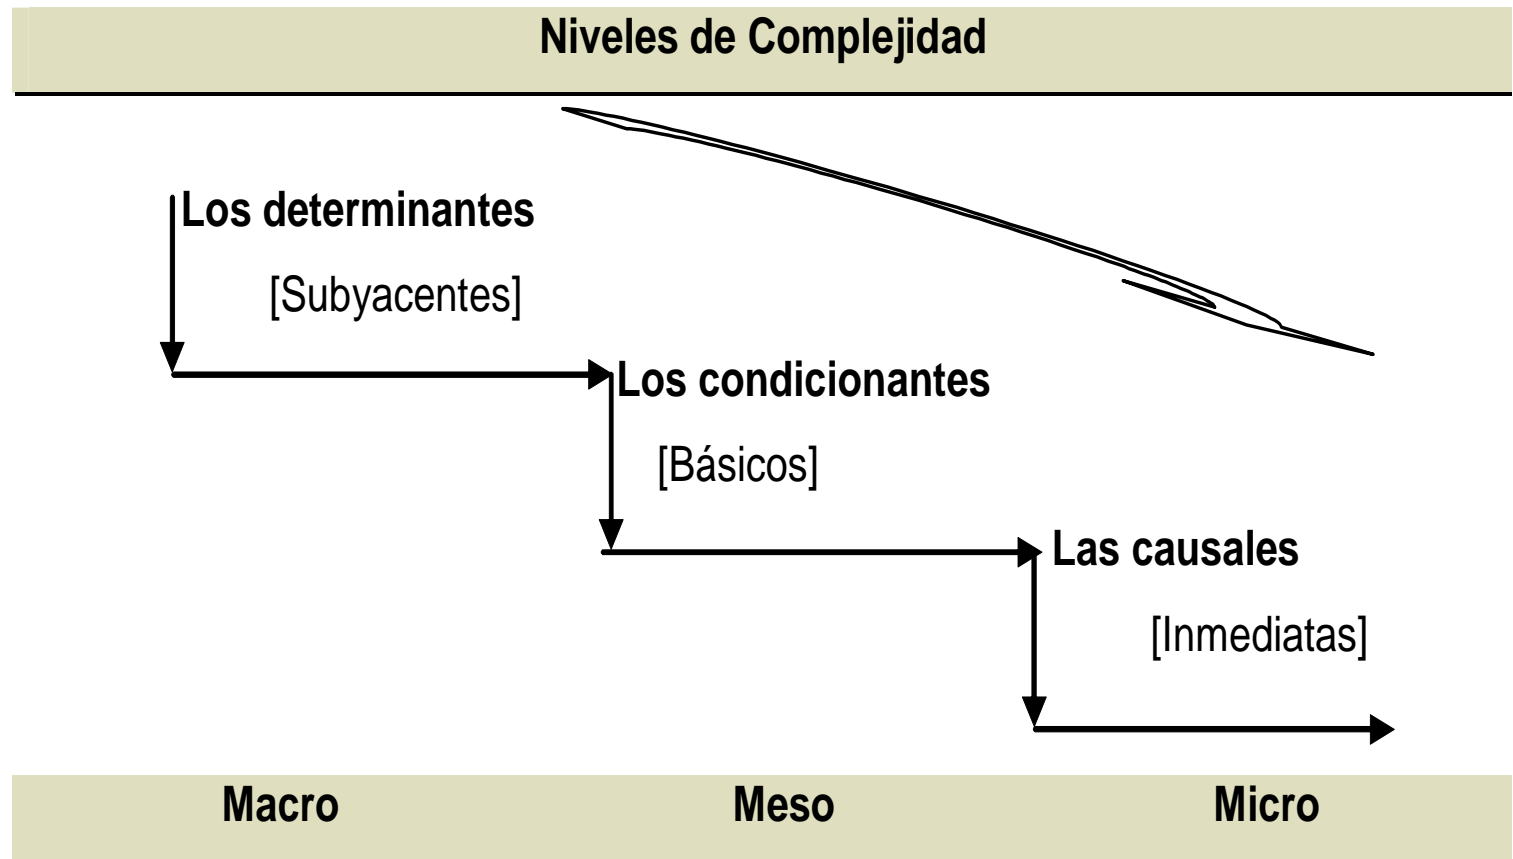 Niveles de Complejidad
Los determinantes
[Subyacentes]
Los condicionantes
[Básicos]
Las causales
[Inmediatas]
Macro Meso Micro